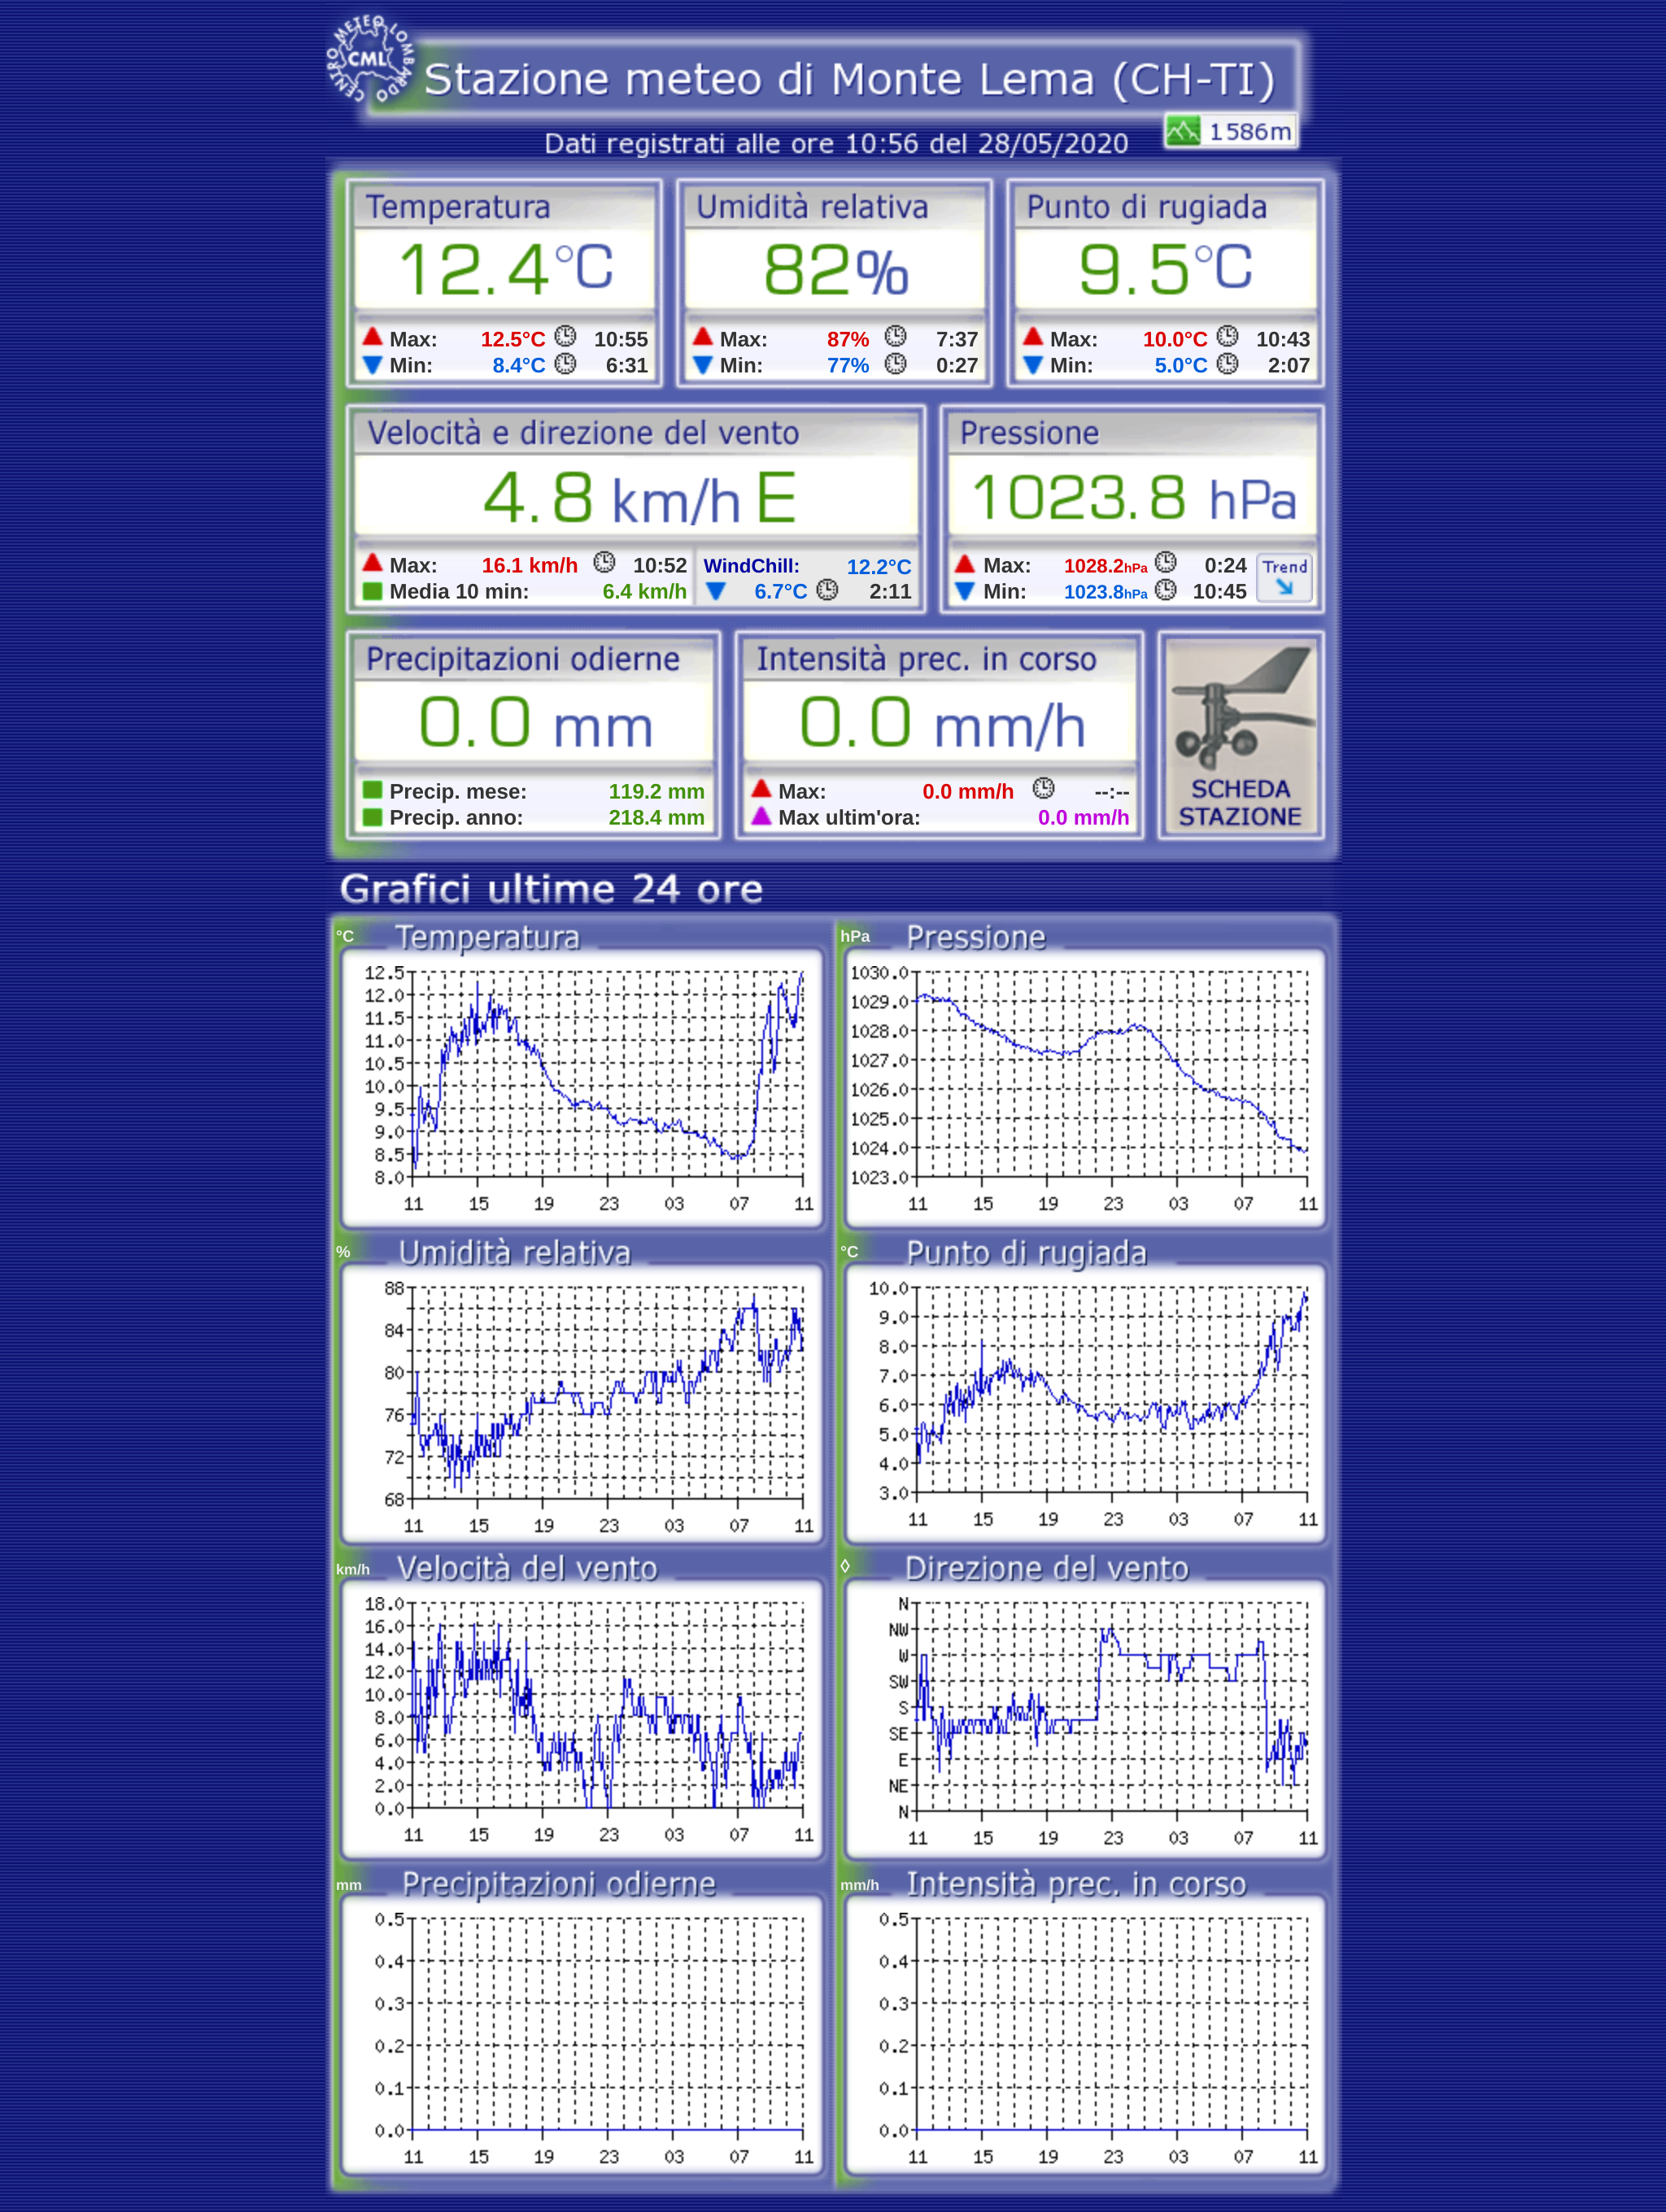 CENTRO METEO LOMBARDO
CML
Stazione meteo di Monte Lema (CH-TI)
1586m
Dati registrati alle ore 10:56 del 28/05/2020
Temperatura Umidità relativa Punto di rugiada
12.4°C 82% 9.5°C
Max: 12.5°C 10:55 Max: 87% 7:37 Max: 10.0°C 10:43
Min: 8.4°C 6:31 Min: 77% 0:27 Min: 5.0°C 2:07
Velocità e direzione del vento Pressione
4.8 km/h E 1023.8 hPa
Max: 16.1 km/h 10:52 WindChill: 12.2°C Max: 1028.2hPa 0:24 Trend
Media 10 min: 6.4 km/h 6.7°C 2:11 Min: 1023.8hPa 10:45
Precipitazioni odierne Intensità prec. in corso
0.0 mm 0.0 mm/h
Precip. mese: 119.2 mm Max: 0.0 mm/h --:-- SCHEDA
Precip. anno: 218.4 mm Max ultim'ora: 0.0 mm/h STAZIONE
Grafici ultime 24 ore
°C Temperatura
12.5
12.0
11.5
11.0
10.5
10.0
9.5
9.0
8.5
8.0
11 15 19 23 03 07 11
hPa Pressione
1030.0
1029.0
1028.0
1027.0
1026.0
1025.0
1024.0
1023.0
11 15 19 23 03 07 11
% Umidità relativa
88
84
80
76
72
68
11 15 19 23 03 07 11
°C Punto di rugiada
10.0
9.0
8.0
7.0
6.0
5.0
4.0
3.0
11 15 19 23 03 07 11
km/h Velocità del vento
18.0
16.0
14.0
12.0
10.0
8.0
6.0
4.0
2.0
0.0
11 15 19 23 03 07 11
◊ Direzione del vento
N
NW
W
SW
S
SE
E
NE
N
11 15 19 23 03 07 11
mm Precipitazioni odierne
0.5
0.4
0.3
0.2
0.1
0.0
11 15 19 23 03 07 11
mm/h Intensità prec. in corso
0.5
0.4
0.3
0.2
0.1
0.0
11 15 19 23 03 07 11